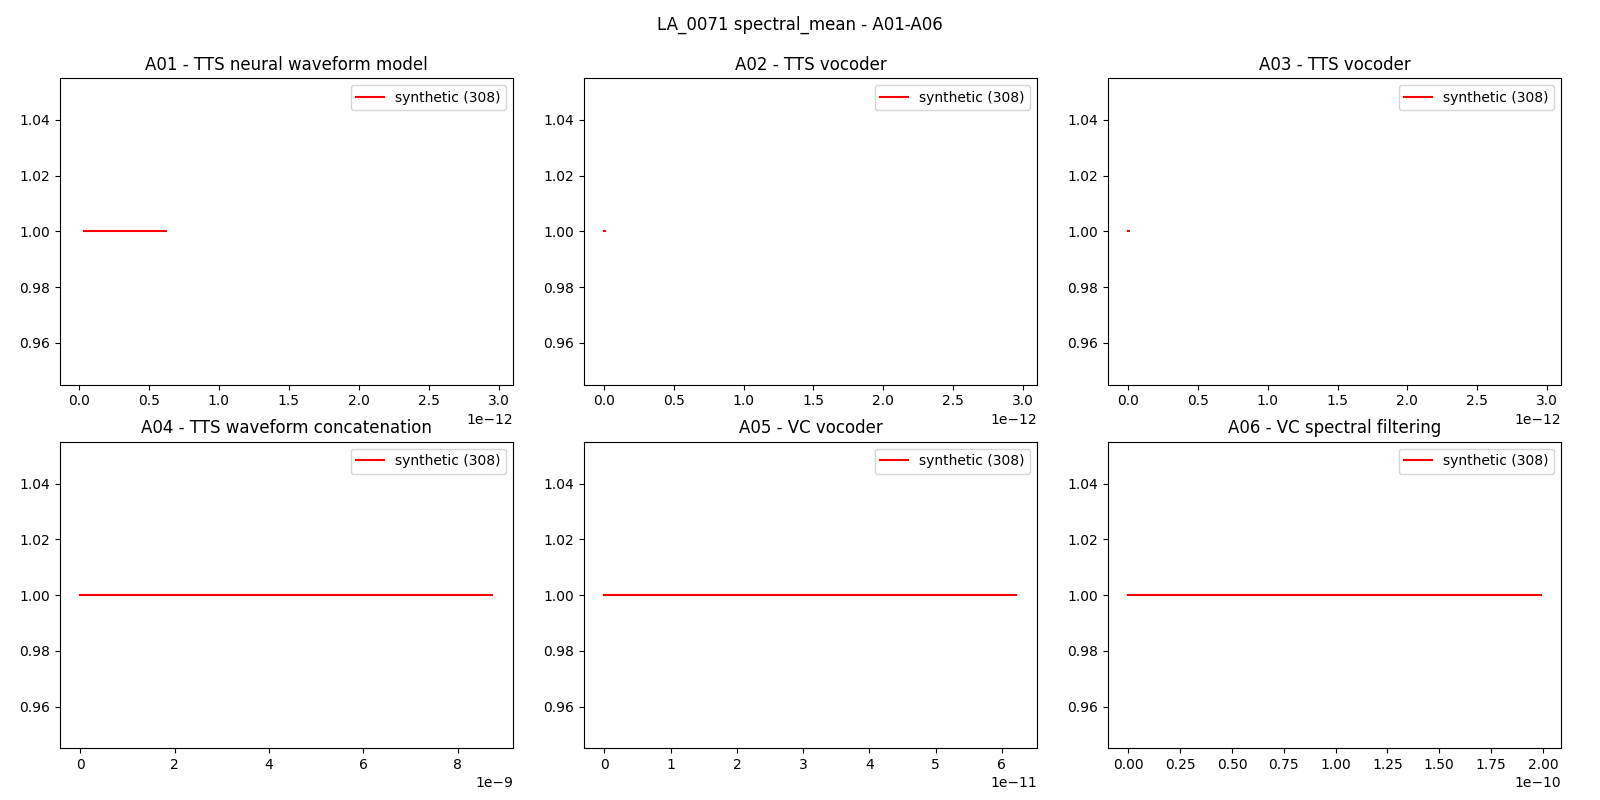 LA_0071 spectral_mean - A01-A06
A01 - TTS neural waveform model
synthetic (308)
1.04
1.02
1.00
0.98
0.96
0.0 0.5 1.0 1.5 2.0 2.5 3.0
1e−12
A02 - TTS vocoder
synthetic (308)
1.04
1.02
1.00
0.98
0.96
0.0 0.5 1.0 1.5 2.0 2.5 3.0
1e−12
A03 - TTS vocoder
synthetic (308)
1.04
1.02
1.00
0.98
0.96
0.0 0.5 1.0 1.5 2.0 2.5 3.0
1e−12
A04 - TTS waveform concatenation
synthetic (308)
1.04
1.02
1.00
0.98
0.96
0 2 4 6 8
1e−9
A05 - VC vocoder
synthetic (308)
1.04
1.02
1.00
0.98
0.96
0 1 2 3 4 5 6
1e−11
A06 - VC spectral filtering
synthetic (308)
1.04
1.02
1.00
0.98
0.96
0.00 0.25 0.50 0.75 1.00 1.25 1.50 1.75 2.00
1e−10